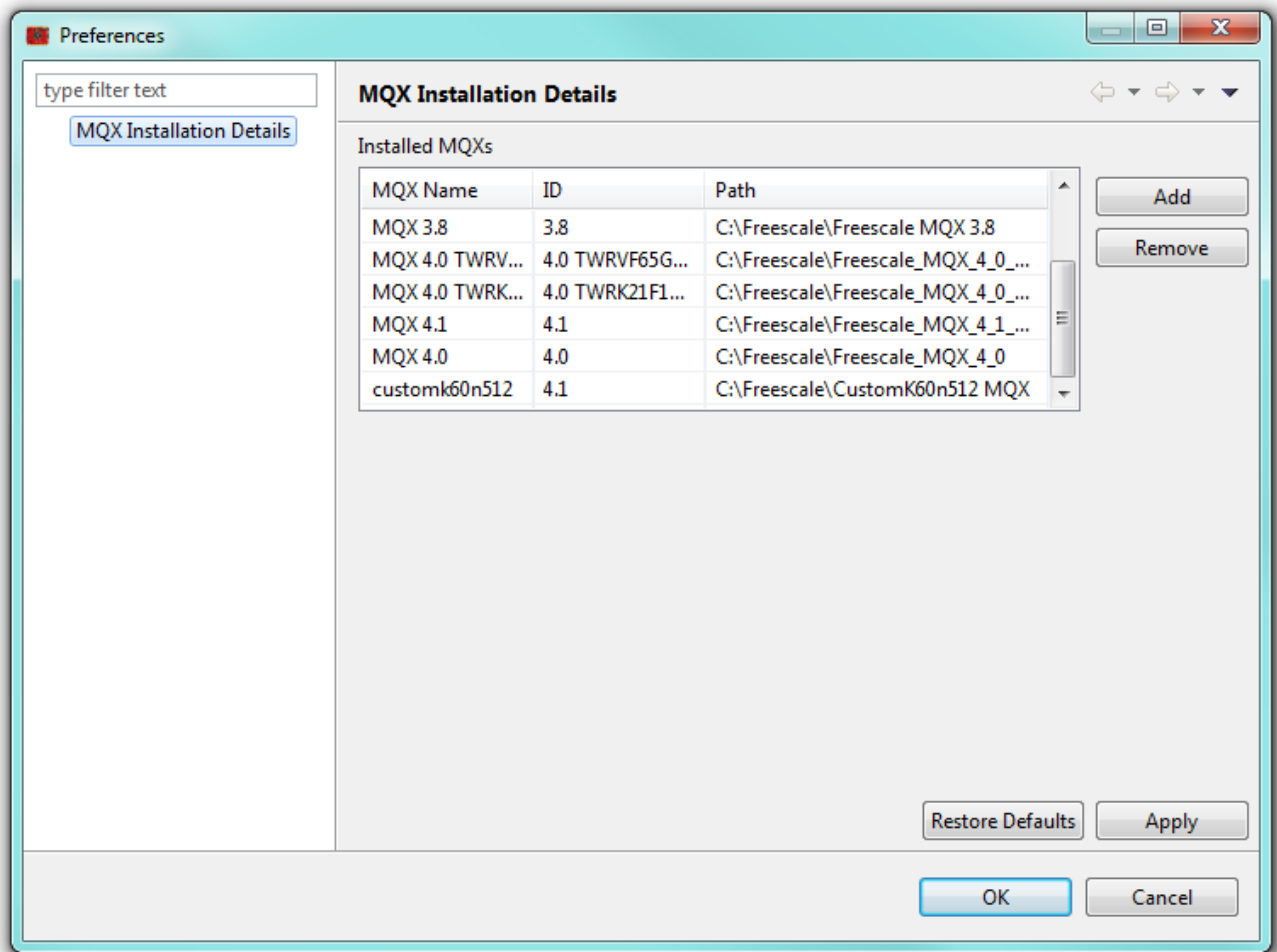 Preferences
type filter text
MQX Installation Details
MQX Installation Details
Installed MQXs
MQX Name ID Path
MQX 3.8 3.8 C:\Freescale\Freescale MQX 3.8
MQX 4.0 TWRV... 4.0 TWRVF65G... C:\Freescale\Freescale_MQX_4_0_...
MQX 4.0 TWRK... 4.0 TWRK21F1... C:\Freescale\Freescale_MQX_4_0_...
MQX 4.1 4.1 C:\Freescale\Freescale_MQX_4_1_...
MQX 4.0 4.0 C:\Freescale\Freescale_MQX_4_0
customk60n512 4.1 C:\Freescale\CustomK60n512 MQX
Add
Remove
Restore Defaults Apply
OK Cancel